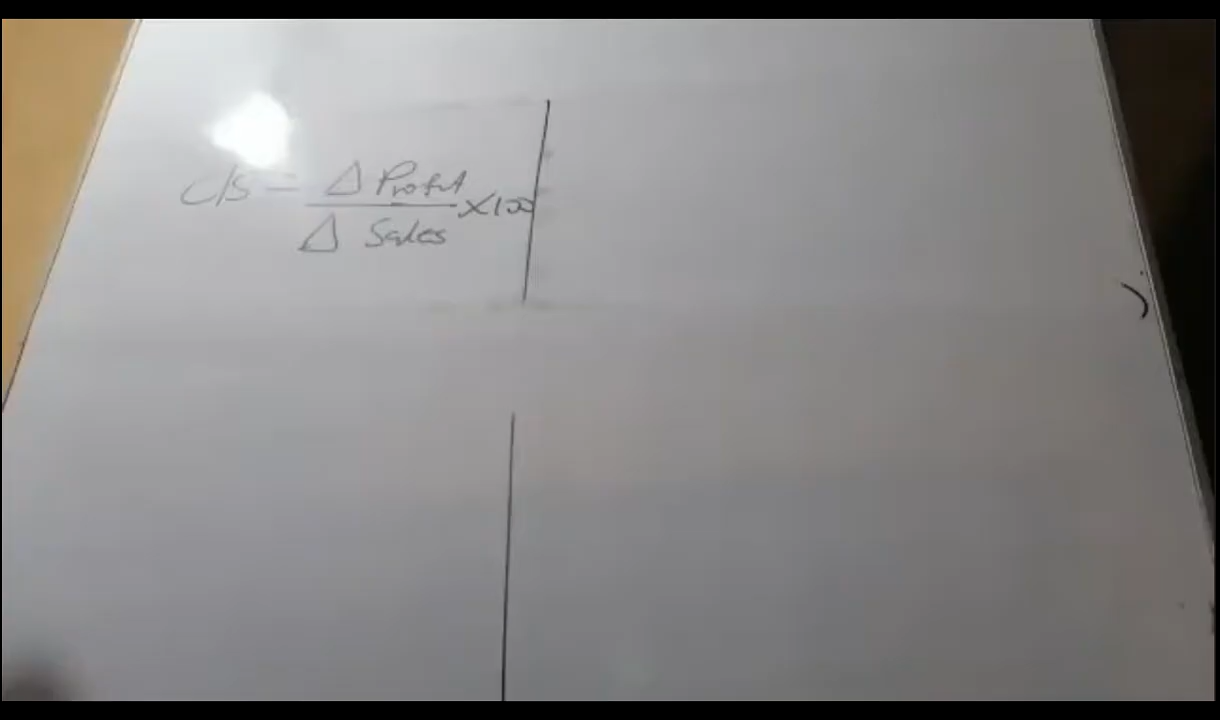 C/S = Δ Profit
Δ Sales ×100